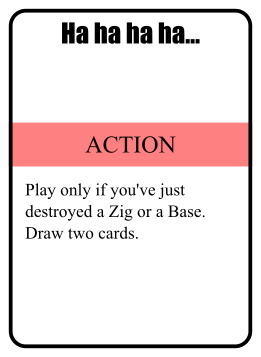 Ha ha ha ha...
ACTION
Play only if you've just
destroyed a Zig or a Base.
Draw two cards.